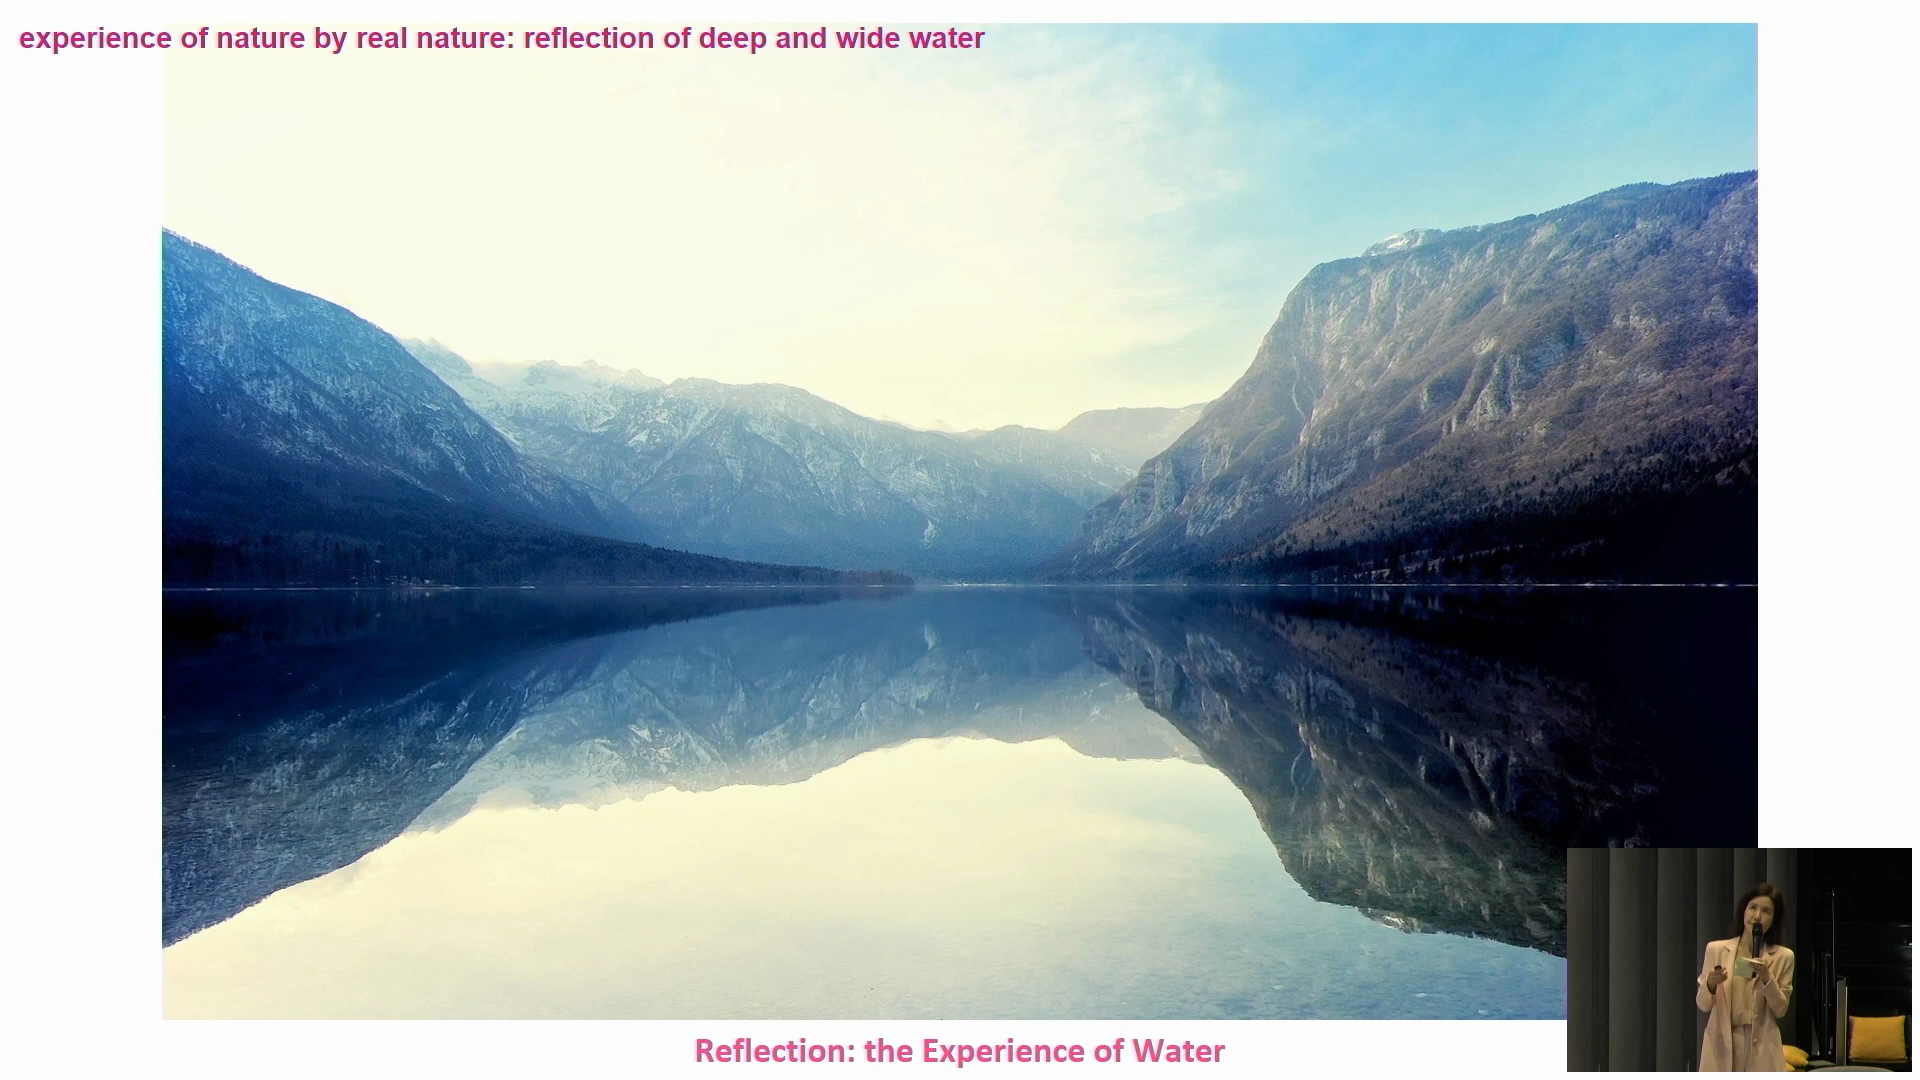 experience of nature by real nature: reflection of deep and wide water
Reflection: the Experience of Water